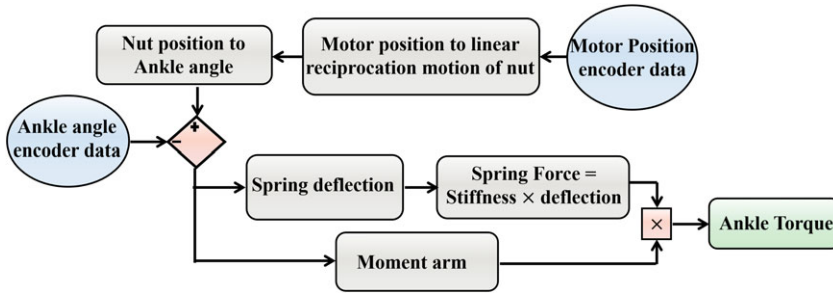 Nut position to
Ankle angle
Motor position to linear
reciprocation motion of nut
Motor Position
encoder data
Ankle angle
encoder data
+
−
Spring deflection
Spring Force =
Stiffness × deflection
×
Ankle Torque
Moment arm